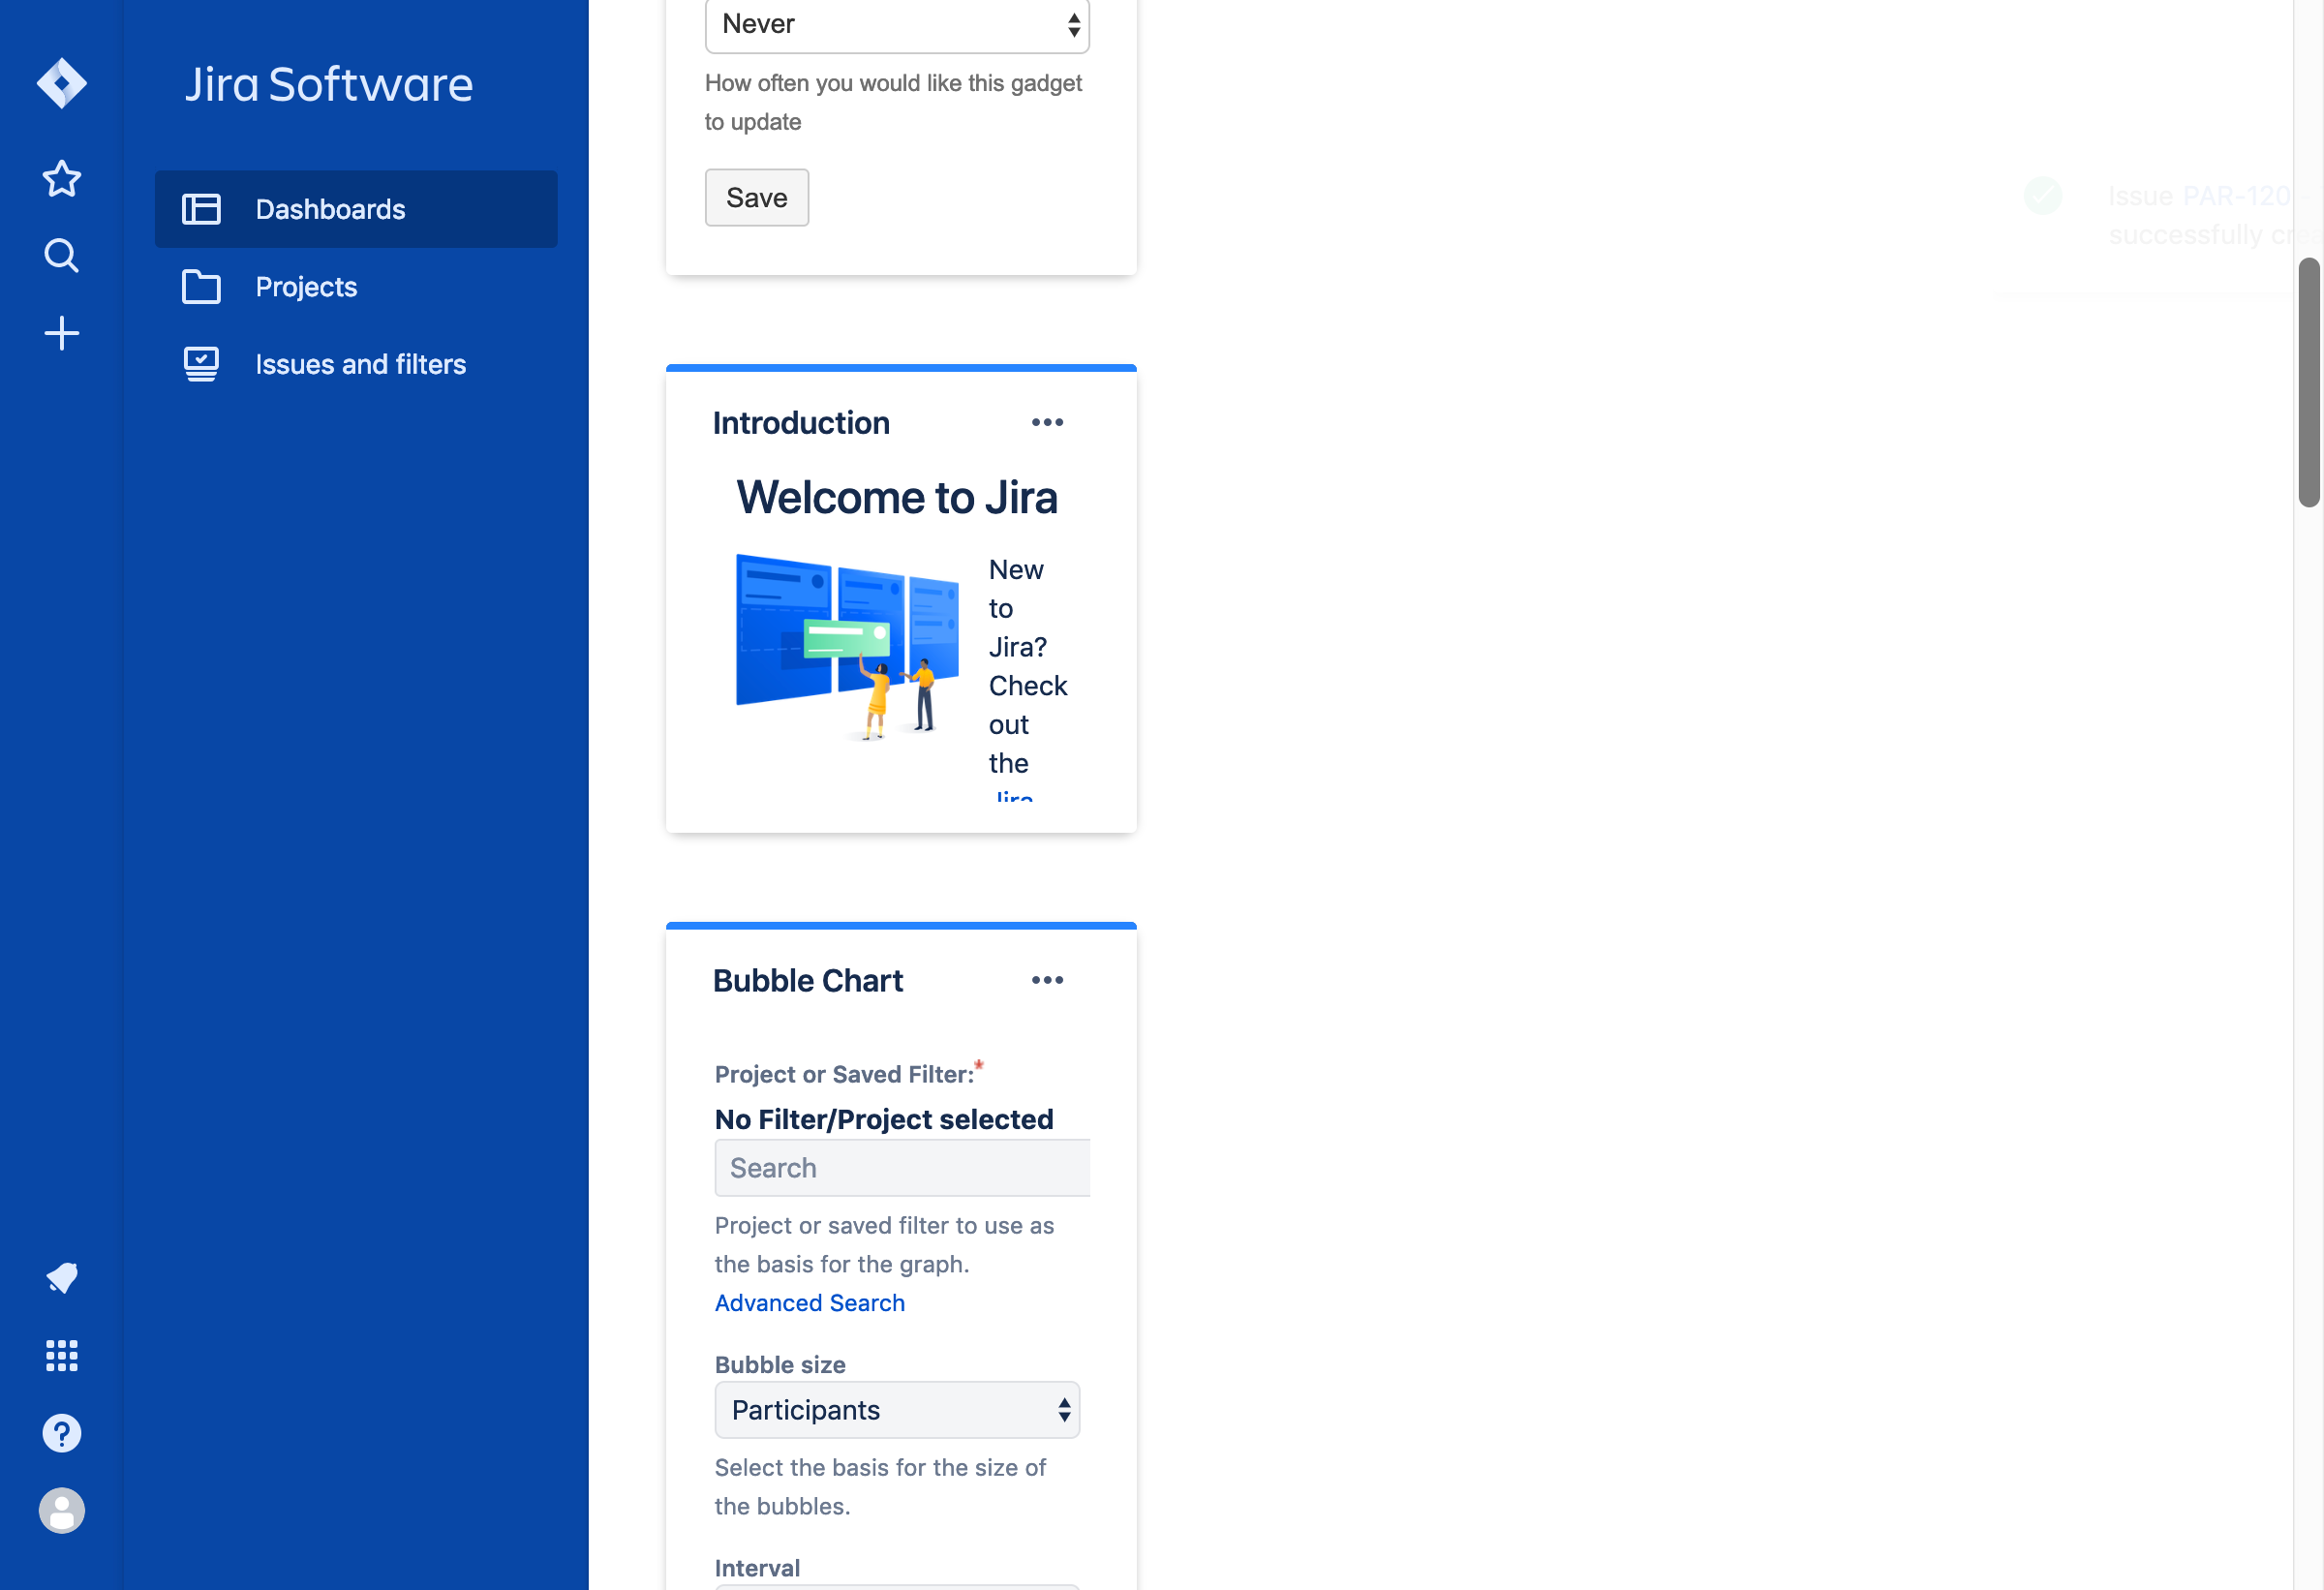 Jira Software
Dashboards
Projects
Issues and filters
Never
How often you would like this gadget
to update
Save
Issue PAR-120
successfully
Introduction
Welcome to Jira
New
to
Jira?
Check
out
the
Jira
Bubble Chart
Project or Saved Filter:*
No Filter/Project selected
Search
Project or saved filter to use as
the basis for the graph.
Advanced Search
Bubble size
Participants
Select the basis for the size of
the bubbles.
Interval